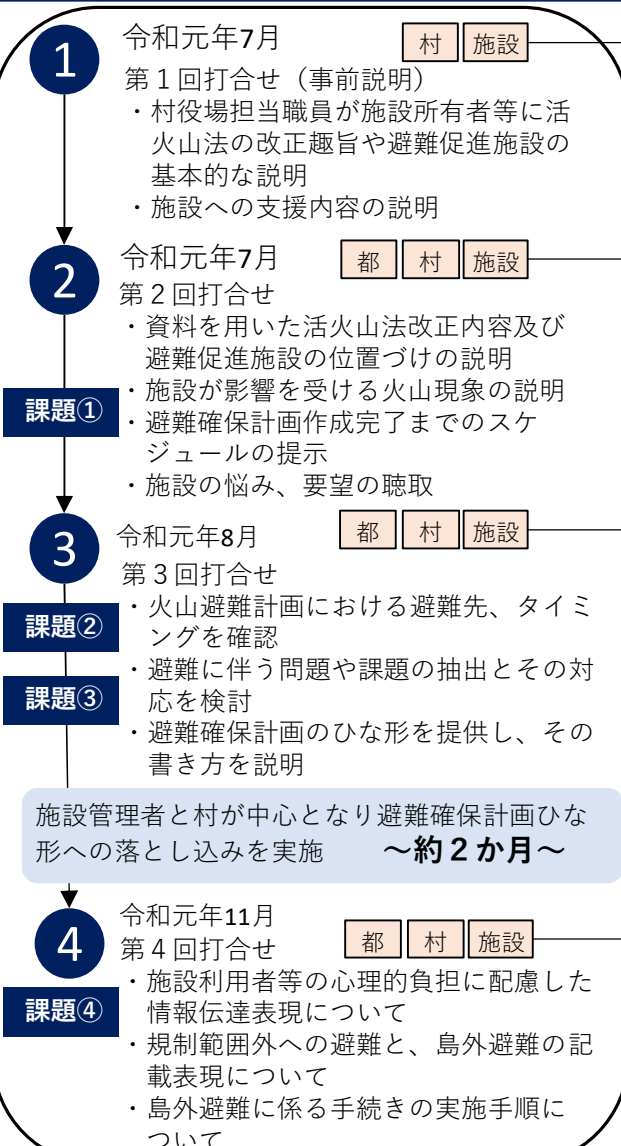 1
令和元年7月
村 施設
第１回打合せ（事前説明）
・村役場担当職員が施設所有者等に活
火山法の改正趣旨や避難促進施設の
基本的な説明
・施設への支援内容の説明
2
令和元年7月
都 村 施設
第２回打合せ
・資料を用いた活火山法改正内容及び
避難促進施設の位置づけの説明
・施設が影響を受ける火山現象の説明
課題①
・避難確保計画作成完了までのスケ
ジュールの提示
・施設の悩み、要望の聴取
3
令和元年8月
都 村 施設
第３回打合せ
課題②
・火山避難計画における避難先、タイミ
ングを確認
課題③
・避難に伴う問題や課題の抽出とその対
応を検討
・避難確保計画のひな形を提供し、その
書き方を説明
施設管理者と村が中心となり避難確保計画ひな
形への落とし込みを実施 ～約２か月～
4
令和元年11月
第４回打合せ
都 村 施設
課題④
・施設利用者等の心理的負担に配慮した
情報伝達表現について
・規制範囲外への避難と、島外避難の記
載表現について
・島外避難に係る手続きの実施手順に
ついて